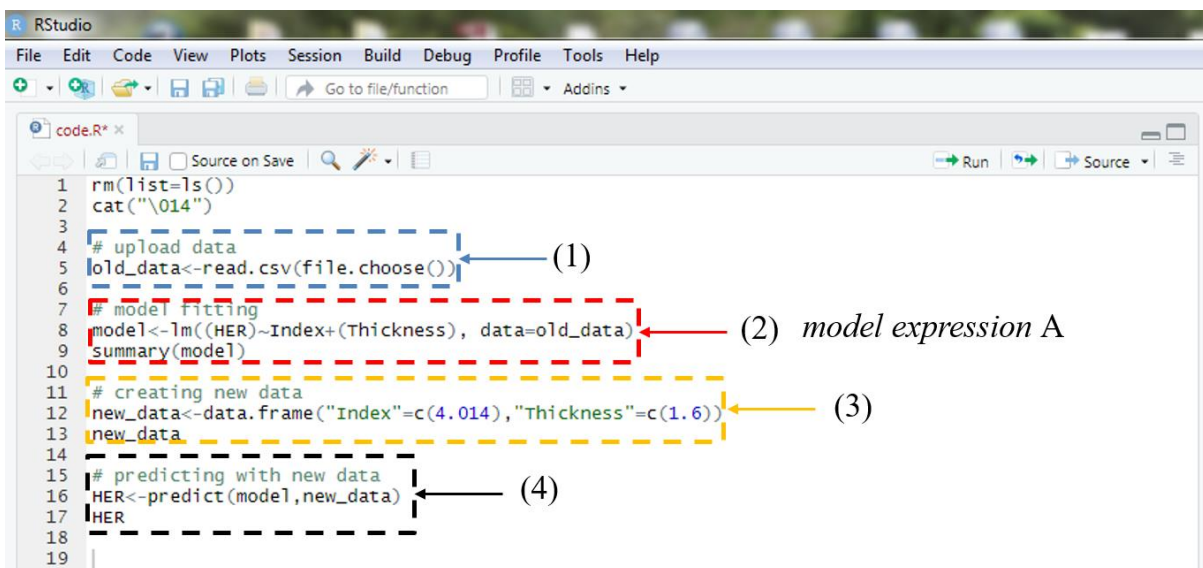 R RStudio
File Edit Code View Plots Session Build Debug Profile Tools Help
Go to file/function Addins
code.R*
Source on Save Run Source
1 rm(list=ls())
2 cat("\014")
3
4 # upload data
5 old_data<-read.csv(file.choose()) (1)
6
7 # model fitting
8 model<-lm((HER)~Index+(Thickness), data=old_data) (2) model expression A
9 summary(model)
10
11 # creating new data
12 new_data<-data.frame("Index"=c(4.014),"Thickness"=c(1.6)) (3)
13 new_data
14
15 # predicting with new data
16 HER<-predict(model,new_data) (4)
17 HER
18
19